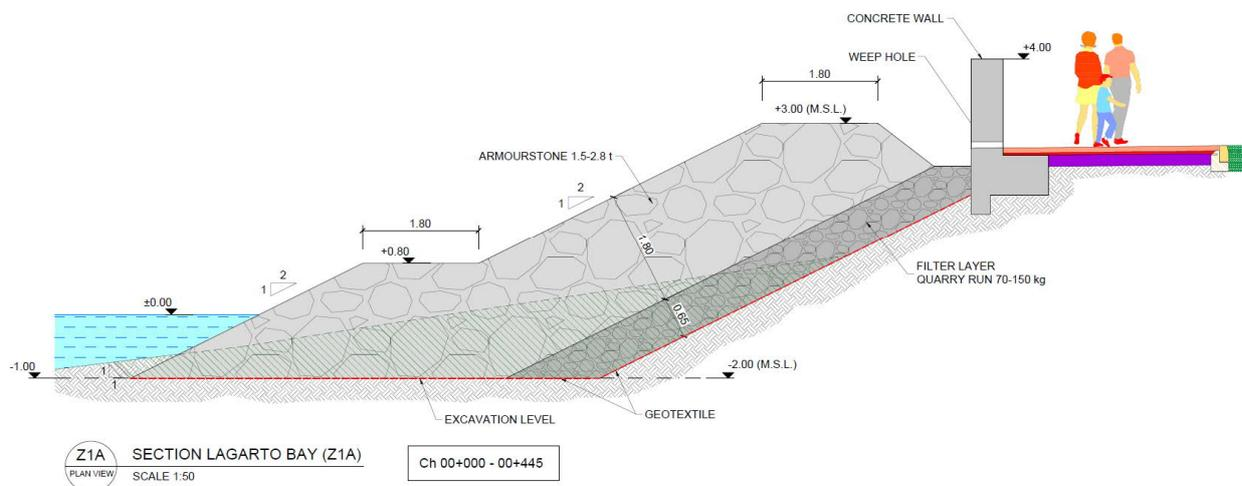 CONCRETE WALL
+4.00
WEEP HOLE
1.80
+3.00 (M.S.L.)
ARMOURSTONE 1.5-2.8 t
2
1
1.80
1.80
+0.80
FILTER LAYER
QUARRY RUN 70-150 kg
2
1
±0.00
0.65
-1.00
1
1
-2.00 (M.S.L.)
EXCAVATION LEVEL
GEOTEXTILE
Z1A
PLAN VIEW
SECTION LAGARTO BAY (Z1A)
SCALE 1:50
Ch 00+000 - 00+445